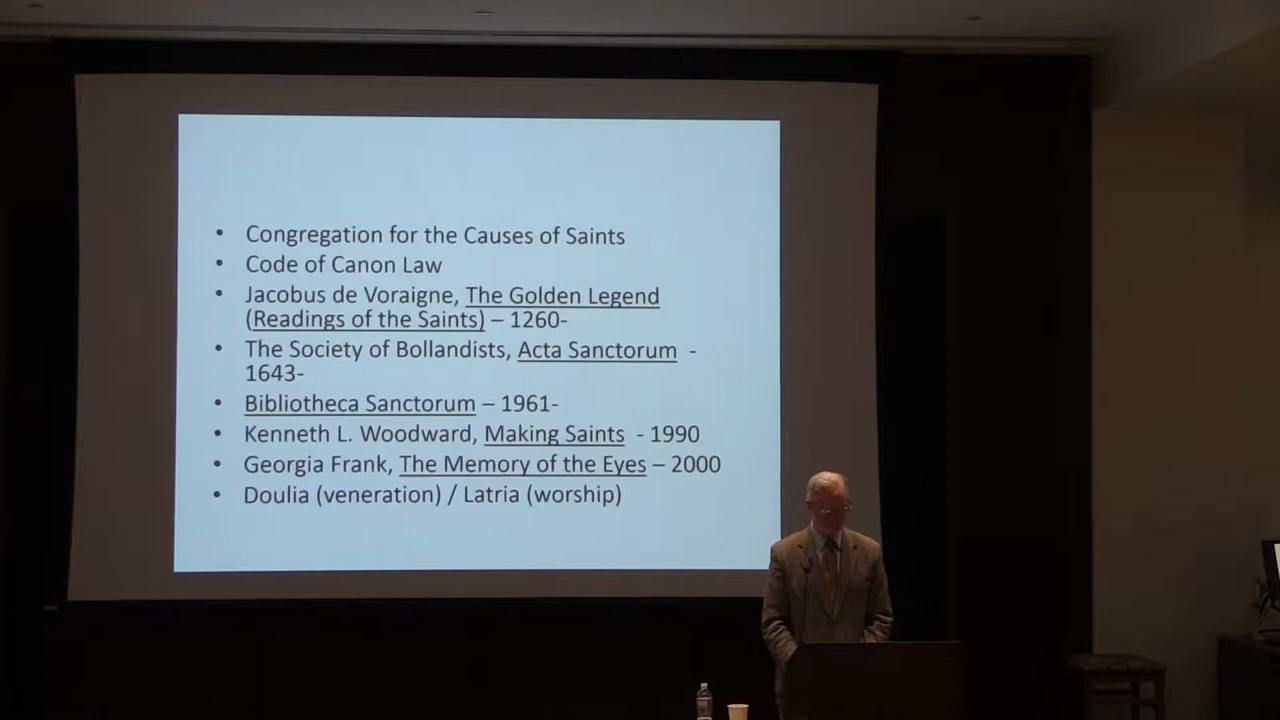 • Congregation for the Causes of Saints
• Code of Canon Law
• Jacobus de Voraigne, The Golden Legend
(Readings of the Saints) – 1260-
• The Society of Bollandists, Acta Sanctorum -
1643-
• Bibliotheca Sanctorum – 1961-
• Kenneth L. Woodward, Making Saints - 1990
• Georgia Frank, The Memory of the Eyes – 2000
• Doulia (veneration) / Latria (worship)